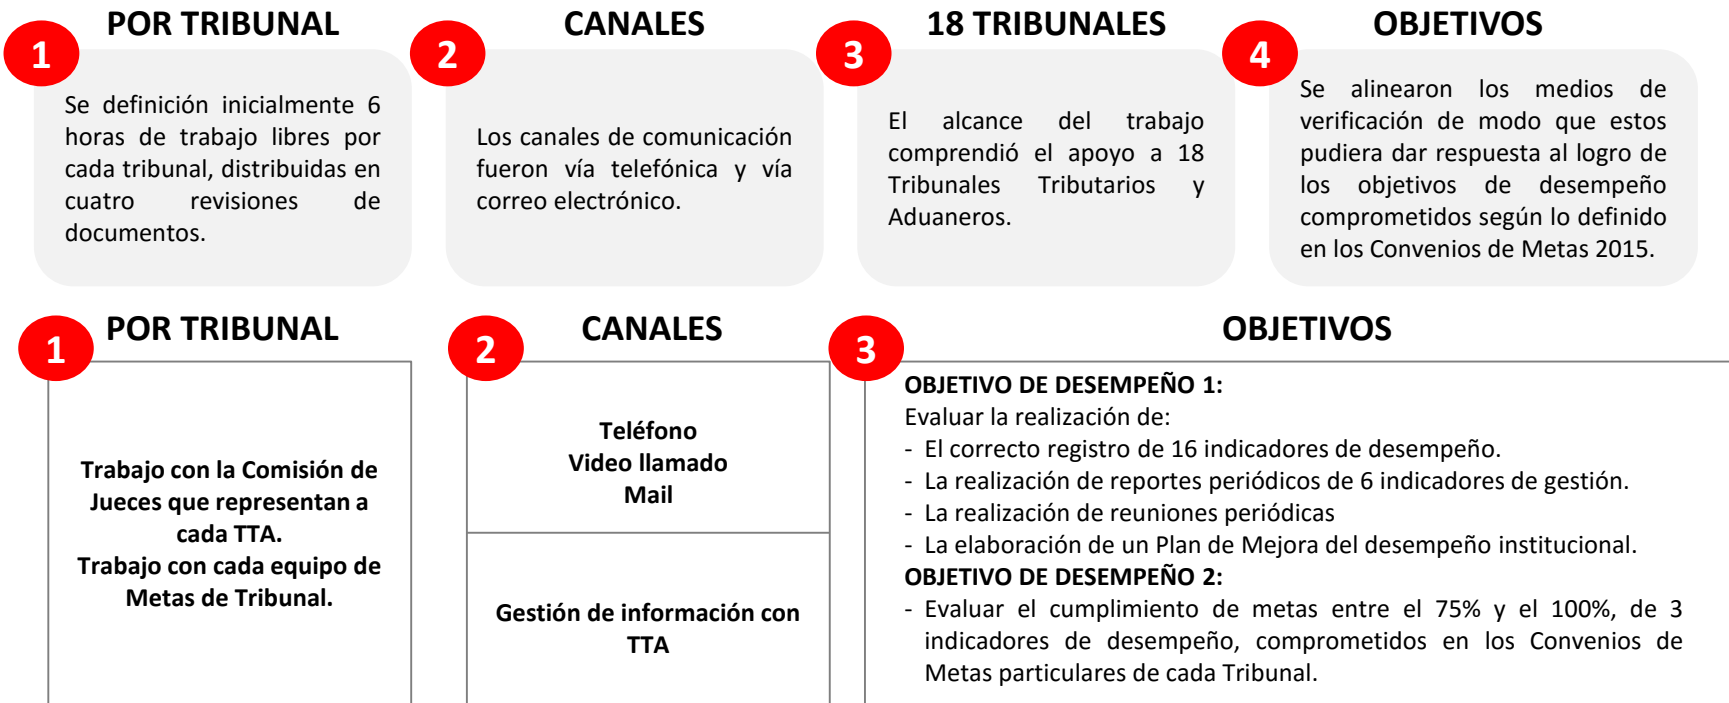 1
POR TRIBUNAL
Se definición inicialmente 6
horas de trabajo libres por
cada tribunal, distribuidas en
cuatro revisiones de
documentos.
2
CANALES
Los canales de comunicación
fueron vía telefónica y vía
correo electrónico.
3
18 TRIBUNALES
El alcance del trabajo
comprendió el apoyo a 18
Tribunales Tributarios y
Aduaneros.
4
OBJETIVOS
Se alinearon los medios de
verificación de modo que estos
pudiera dar respuesta al logro de
los objetivos de desempeño
comprometidos según lo definido
en los Convenios de Metas 2015.
1
POR TRIBUNAL
Trabajo con la Comisión de
Jueces que representan a
cada TTA.
Trabajo con cada equipo de
Metas de Tribunal.
2
CANALES
Teléfono
Video llamado
Mail
Gestión de información con
TTA
3
OBJETIVOS
OBJETIVO DE DESEMPEÑO 1:
Evaluar la realización de:
- El correcto registro de 16 indicadores de desempeño.
- La realización de reportes periódicos de 6 indicadores de gestión.
- La realización de reuniones periódicas
- La elaboración de un Plan de Mejora del desempeño institucional.
OBJETIVO DE DESEMPEÑO 2:
- Evaluar el cumplimiento de metas entre el 75% y el 100%, de 3
indicadores de desempeño, comprometidos en los Convenios de
Metas particulares de cada Tribunal.